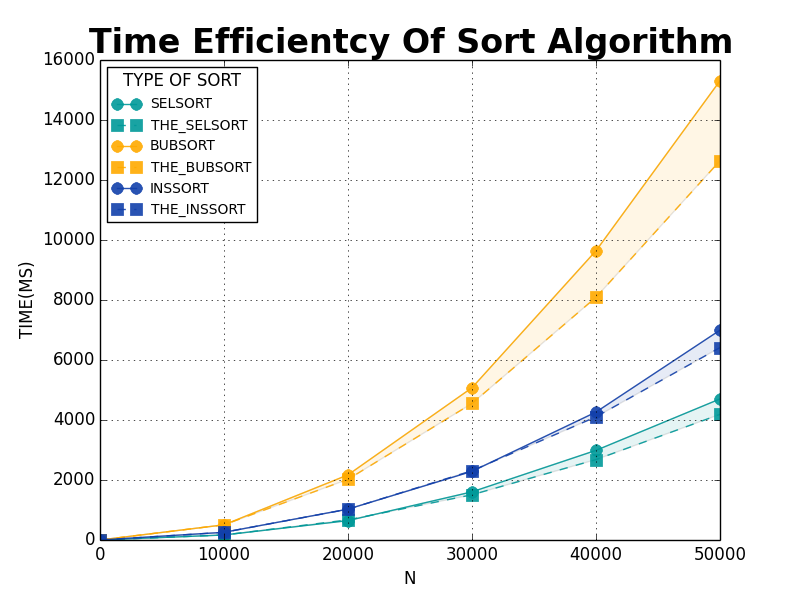 Time Efficientcy Of Sort Algorithm
TYPE OF SORT
SELSORT
THE_SELSORT
BUBSORT
THE_BUBSORT
INSSORT
THE_INSSORT
TIME(MS)
16000
14000
12000
10000
8000
6000
4000
2000
0
0 10000 20000 30000 40000 50000
N